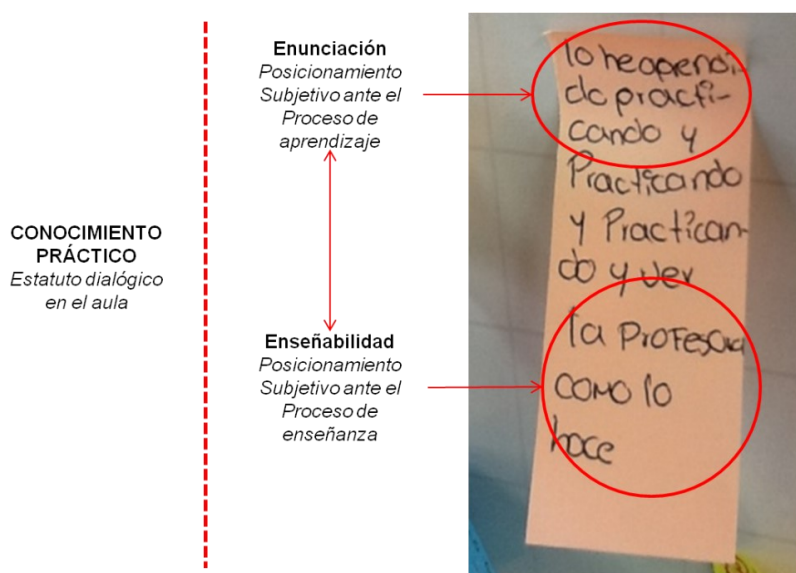 CONOCIMIENTO
PRÁCTICO
Estatuto dialógico
en el aula
Enunciación
Posicionamiento
Subjetivo ante el
Proceso de
aprendizaje
Enseñabilidad
Posicionamiento
Subjetivo ante el
Proceso de
enseñanza
lo he aprendi-
do practi-
cando y
Practicando
y Practican-
do y ver
la profesora
como lo
hace